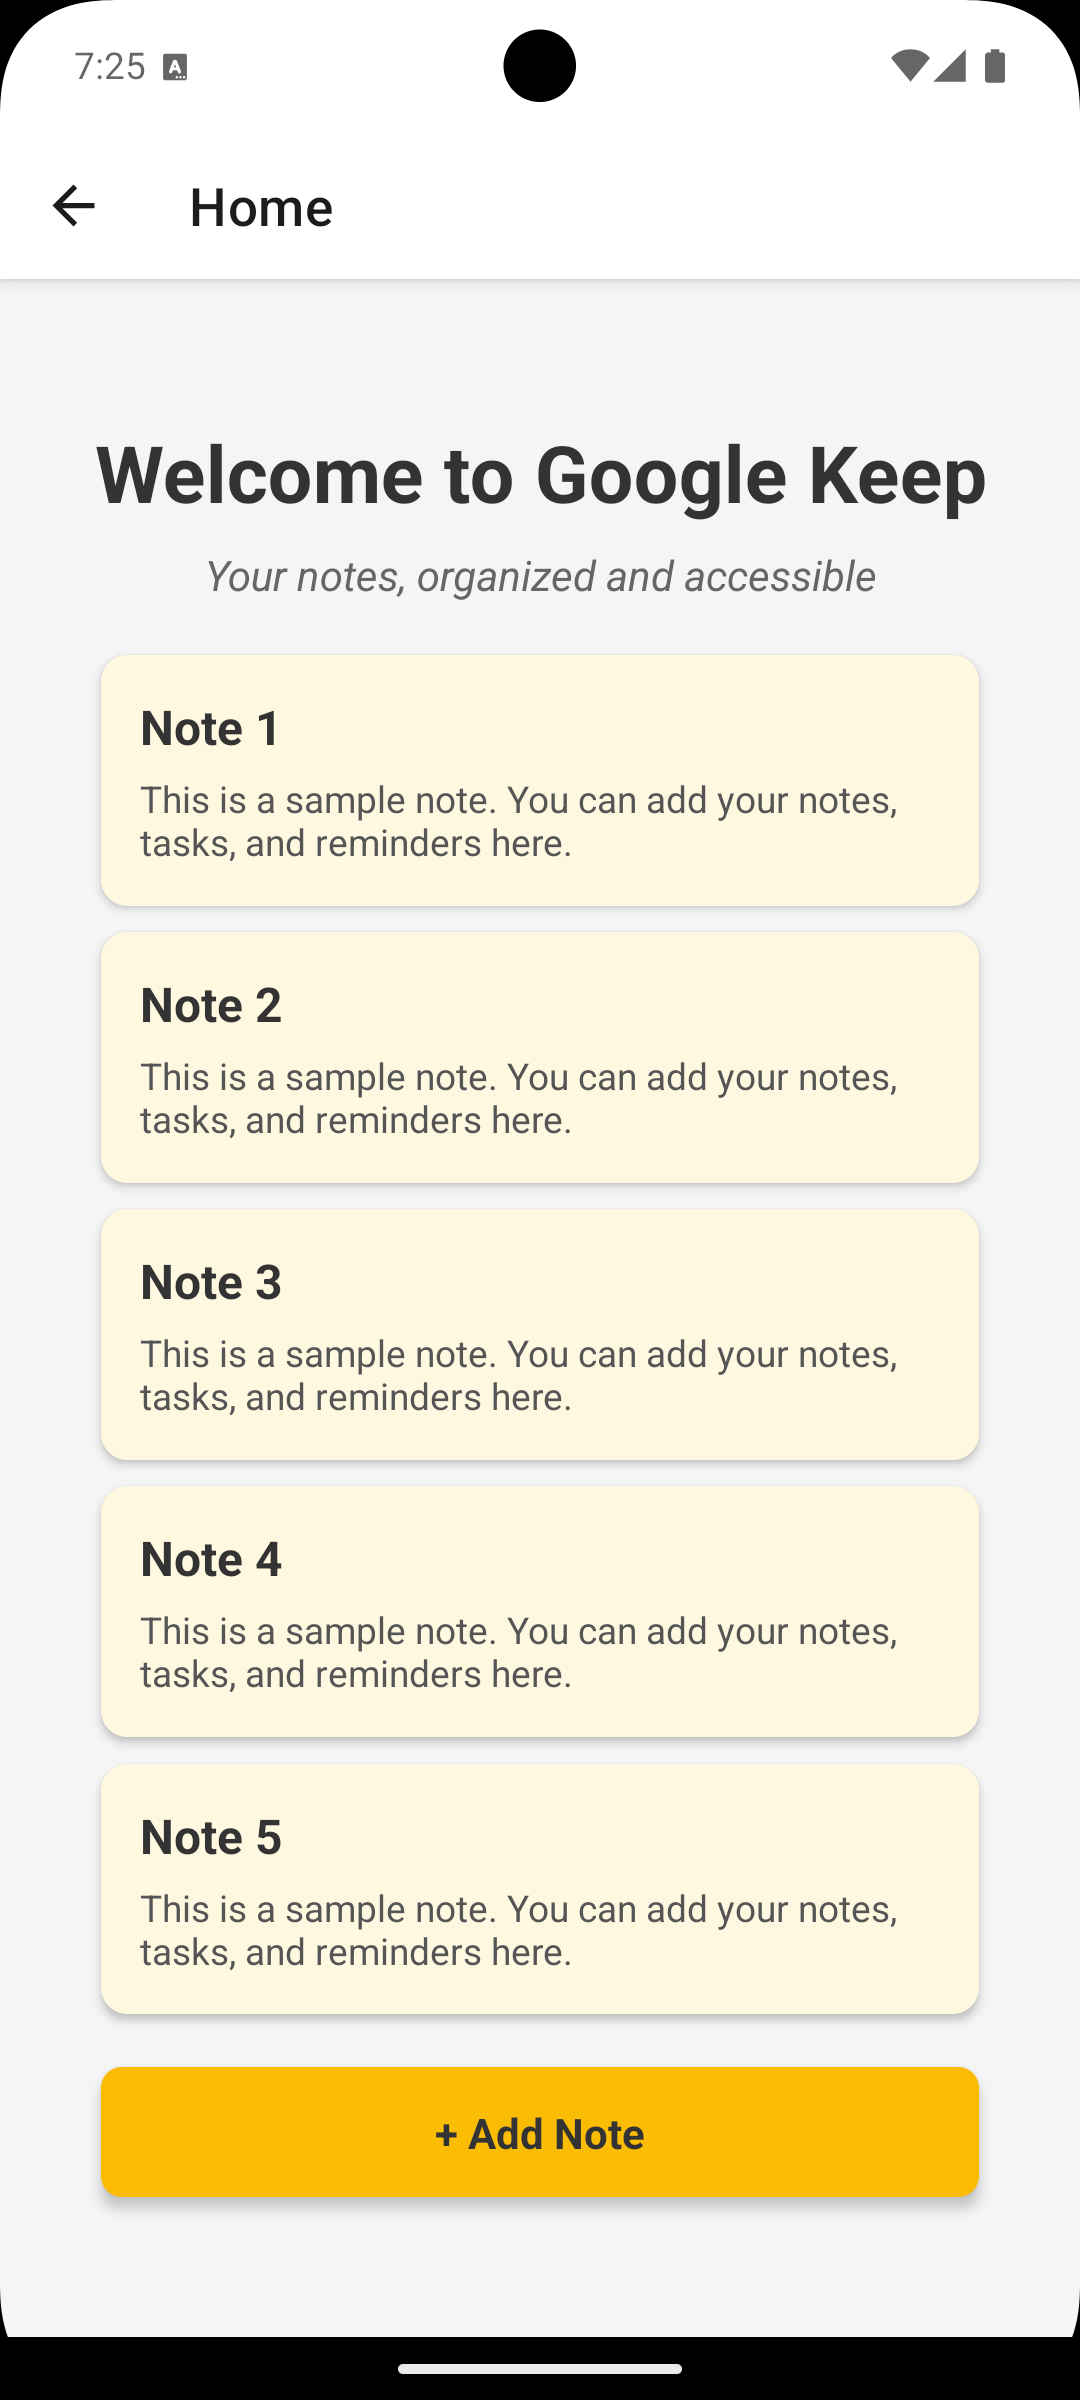 7:25
Home
Welcome to Google Keep
Your notes, organized and accessible
Note 1
This is a sample note. You can add your notes,
tasks, and reminders here.
Note 2
This is a sample note. You can add your notes,
tasks, and reminders here.
Note 3
This is a sample note. You can add your notes,
tasks, and reminders here.
Note 4
This is a sample note. You can add your notes,
tasks, and reminders here.
Note 5
This is a sample note. You can add your notes,
tasks, and reminders here.
+ Add Note